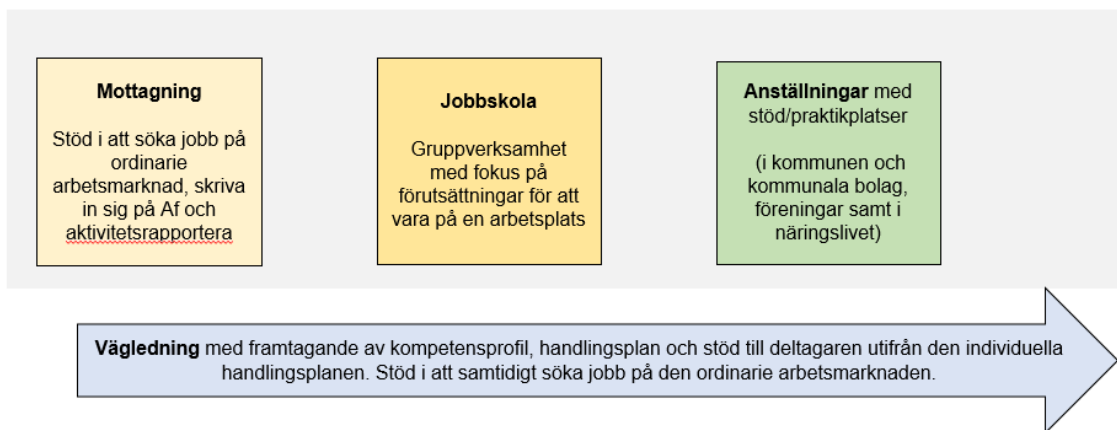 Mottagning
Stöd i att söka jobb på
ordinarie
arbetsmarknad, skriva
in sig på Af och
aktivitetsrapportera
Jobbskola
Gruppverksamhet
med fokus på
förutsättningar för att
vara på en arbetsplats
Anställningar med
stöd/praktikplatser
(i kommunen och
kommunala bolag,
föreningar samt i
näringslivet)
Vägledning med framtagande av kompetensprofil, handlingsplan och stöd till deltagaren utifrån den individuella
handlingsplanen. Stöd i att samtidigt söka jobb på den ordinarie arbetsmarknaden.